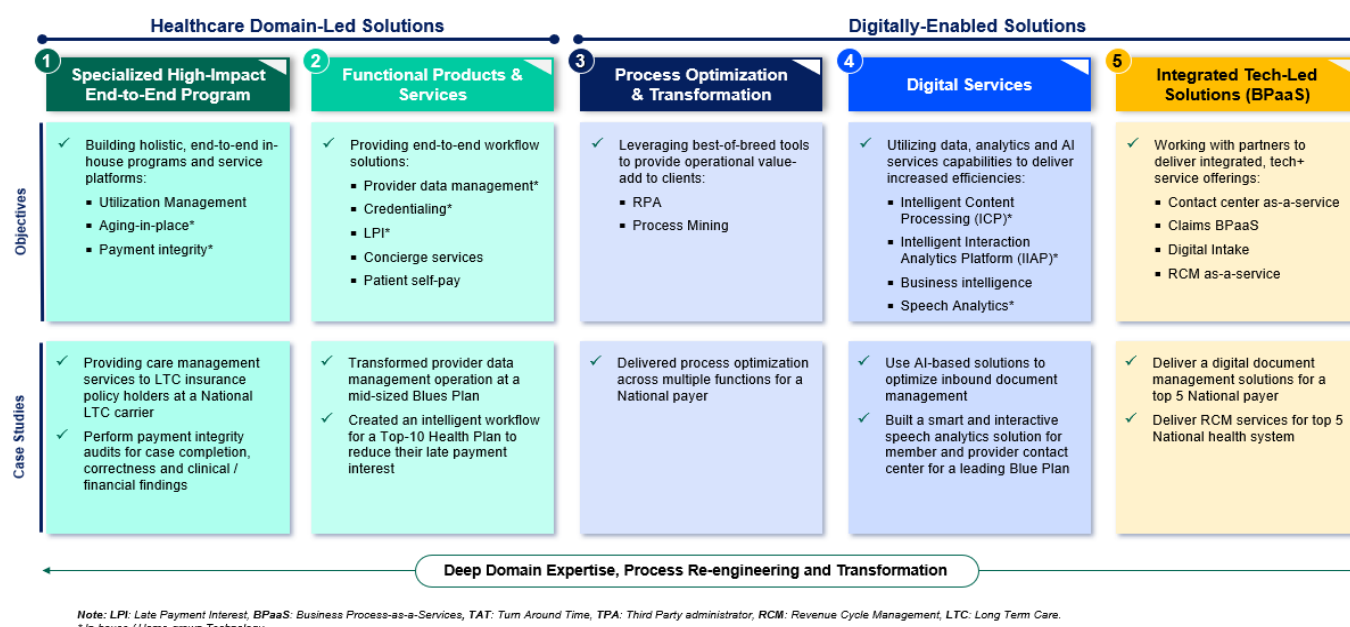 Healthcare Domain-Led Solutions
Digitally-Enabled Solutions
1
Specialized High-Impact
End-to-End Program
2
Functional Products &
Services
3
Process Optimization
& Transformation
4
Digital Services
5
Integrated Tech-Led
Solutions (BPaaS)
Objectives
✓ Building holistic, end-to-end in-
house programs and service
platforms:
▪ Utilization Management
▪ Aging-in-place*
▪ Payment integrity*
✓ Providing end-to-end workflow
solutions:
▪ Provider data management*
▪ Credentialing*
▪ LPI*
▪ Concierge services
▪ Patient self-pay
✓ Leveraging best-of-breed tools
to provide operational value-
add to clients:
▪ RPA
▪ Process Mining
✓ Utilizing data, analytics and AI
services capabilities to deliver
increased efficiencies:
▪ Intelligent Content
Processing (ICP)*
▪ Intelligent Interaction
Analytics Platform (IIAP)*
▪ Business intelligence
▪ Speech Analytics*
✓ Working with partners to
deliver integrated, tech+
service offerings:
▪ Contact center as-a-service
▪ Claims BPaaS
▪ Digital Intake
▪ RCM as-a-service
Case Studies
✓ Providing care management
services to LTC insurance
policy holders at a National
LTC carrier
✓ Perform payment integrity
audits for case completion,
correctness and clinical /
financial findings
✓ Transformed provider data
management operation at a
mid-sized Blues Plan
✓ Created an intelligent workflow
for a Top-10 Health Plan to
reduce their late payment
interest
✓ Delivered process optimization
across multiple functions for a
National payer
✓ Use AI-based solutions to
optimize inbound document
management
✓ Built a smart and interactive
speech analytics solution for
member and provider contact
center for a leading Blue Plan
✓ Deliver a digital document
management solutions for a
top 5 National payer
✓ Deliver RCM services for top 5
National health system
Deep Domain Expertise, Process Re-engineering and Transformation
Note: LPI: Late Payment Interest, BPaaS: Business Process-as-a-Services, TAT: Turn Around Time, TPA: Third Party administrator, RCM: Revenue Cycle Management, LTC: Long Term Care.
* In-house / Home-grown Technology